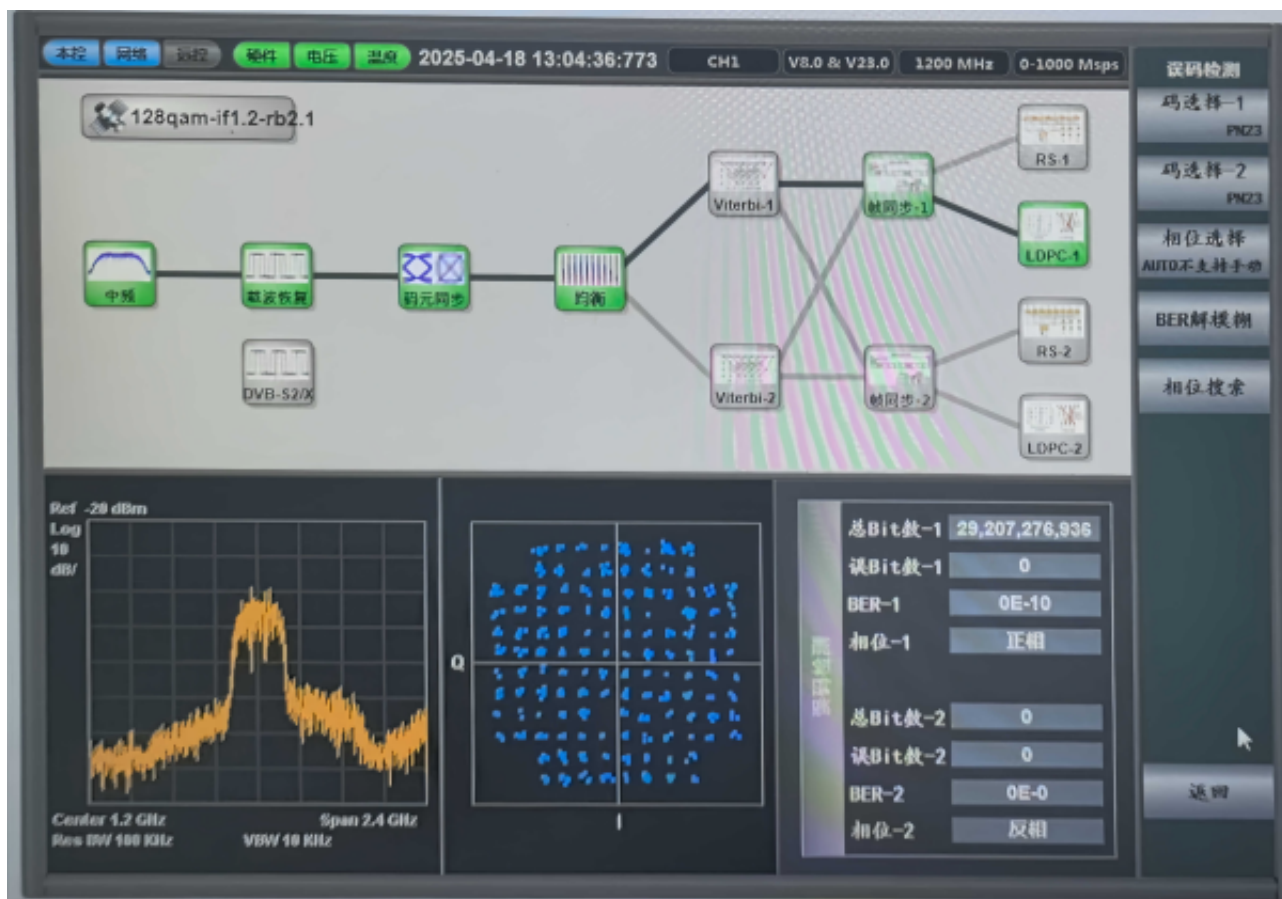 本控 网络 远控 硬件 电压 温度 2025-04-18 13:04:36:773 CH1 V8.0 & V23.0 1200 MHz 0-1000 Msps
误码检测
码选择-1
PN23
码选择-2
PN23
相位选择
AUTO不支持手动
BER解模糊
相位搜索
返回
128qam-if1.2-rb2.1
中频
载波恢复
码元同步
均衡
DVB-S2/X
Viterbi-1
Viterbi-2
帧同步-1
帧同步-2
RS-1
LDPC-1
RS-2
LDPC-2
Ref -20 dBm
Log
10
dB/
Center 1.2 GHz Span 2.4 GHz
Res BW 100 KHz VBW 10 KHz
Q
I
总Bit数-1 29,207,276,936
误Bit数-1 0
BER-1 0E-10
相位-1 正相
总Bit数-2 0
误Bit数-2 0
BER-2 0E-0
相位-2 反相